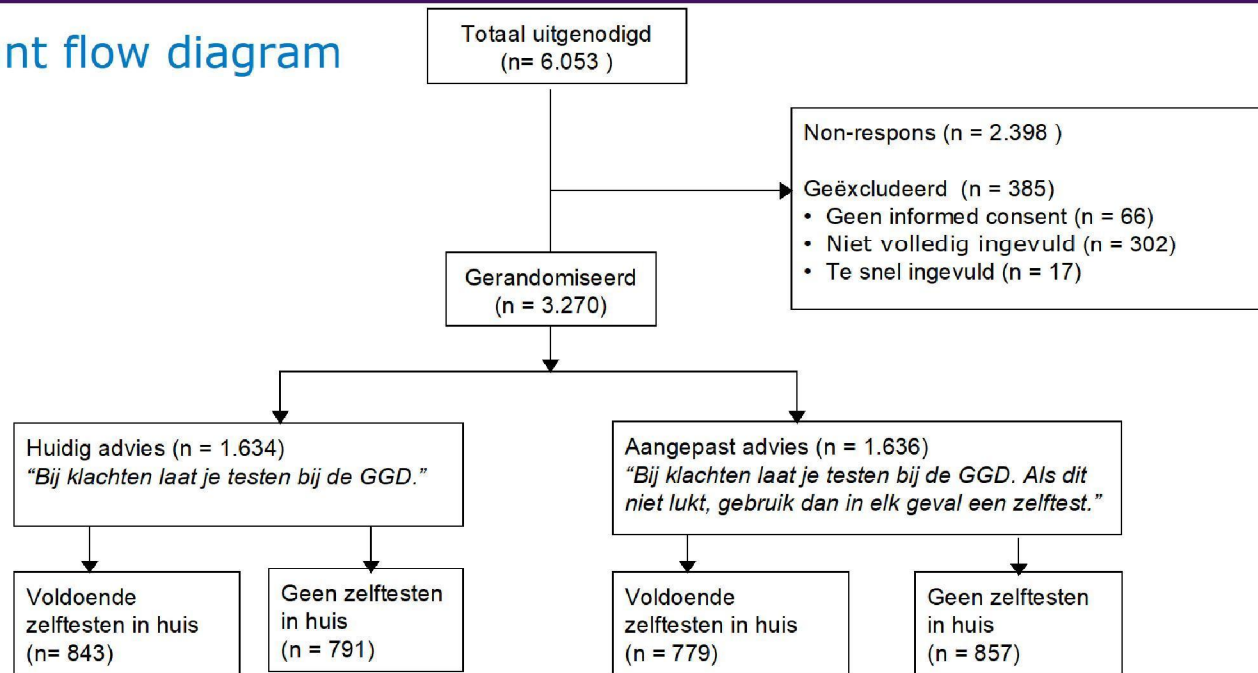 nt flow diagram
Totaal uitgenodigd
(n= 6.053 )
Non-respons (n = 2.398 )
Geëxcludeerd (n = 385)
• Geen informed consent (n = 66)
• Niet volledig ingevuld (n = 302)
• Te snel ingevuld (n = 17)
Gerandomiseerd
(n = 3.270)
Huidig advies (n = 1.634)
“Bij klachten laat je testen bij de GGD.”
Aangepast advies (n = 1.636)
“Bij klachten laat je testen bij de GGD. Als dit
niet lukt, gebruik dan in elk geval een zelftest.”
Voldoende
zelftesten in huis
(n= 843)
Geen zelftesten
in huis
(n = 791)
Voldoende
zelftesten in huis
(n = 779)
Geen zelftesten
in huis
(n = 857)